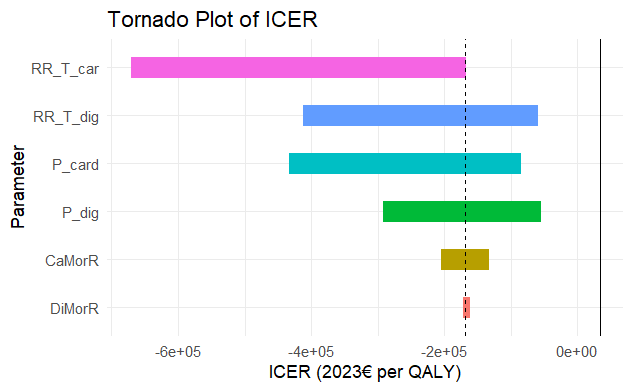 Tornado Plot of ICER
Parameter
RR_T_car
RR_T_dig
P_card
P_dig
CaMorR
DiMorR
-6e+05
-4e+05
-2e+05
0e+00
ICER (2023€ per QALY)